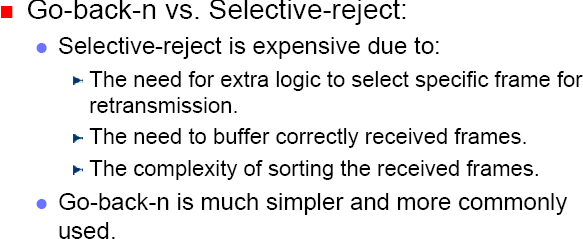 Go-back-n vs. Selective-reject:
Selective-reject is expensive due to:
The need for extra logic to select specific frame for
retransmission.
The need to buffer correctly received frames.
The complexity of sorting the received frames.
Go-back-n is much simpler and more commonly
used.